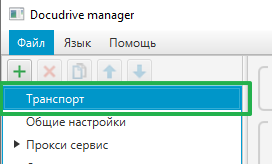 Docudrive manager
Файл Язык Помощь
Транспорт
Общие настройки
Прокси сервис